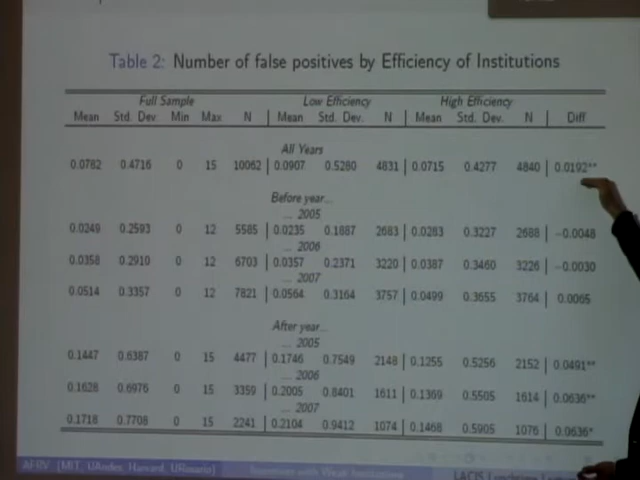 Table 2: Number of false positives by Efficiency of Institutions
Full Sample Low Efficiency High Efficiency
Mean Std. Dev. Min Max N Mean Std. Dev. N Mean Std. Dev. N Diff
All Years
0.0782 0.4716 0 15 10062 0.0907 0.5280 4831 0.0715 0.4277 4840 0.0192**
Before year...
... 2005
0.0249 0.2593 0 12 5585 0.0235 0.1887 2683 0.0283 0.3227 2688 −0.0048
... 2006
0.0358 0.2910 0 12 6703 0.0357 0.2371 3220 0.0387 0.3460 3226 −0.0030
... 2007
0.0514 0.3357 0 12 7821 0.0564 0.3164 3757 0.0499 0.3655 3764 0.0065
After year...
... 2005
0.1447 0.6387 0 15 4477 0.1746 0.7549 2148 0.1255 0.5256 2152 0.0491**
... 2006
0.1628 0.6976 0 15 3359 0.2005 0.8401 1611 0.1369 0.5505 1614 0.0636**
... 2007
0.1718 0.7708 0 15 2241 0.2104 0.9412 1074 0.1468 0.5905 1076 0.0636*
AFRV (MIT, UAndes, Harvard, URosario) with Weak Institutions LACIS